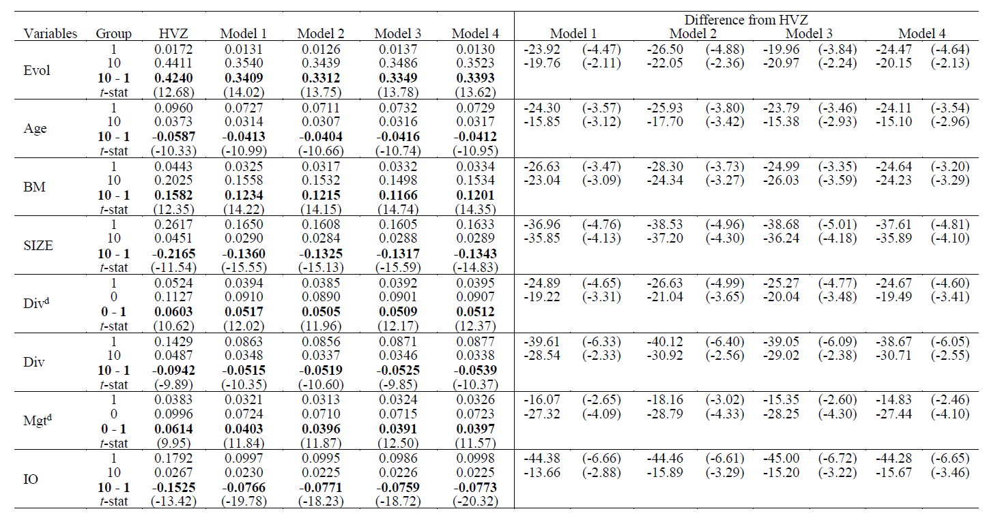 Difference from HVZ
Variables Group HVZ Model 1 Model 2 Model 3 Model 4 Model 1 Model 2 Model 3 Model 4
1 0.0172 0.0131 0.0126 0.0137 0.0130 -23.92 (-4.47) -26.50 (-4.88) -19.96 (-3.84) -24.47 (-4.64)
Evol 10 0.4411 0.3540 0.3439 0.3486 0.3523 -19.76 (-2.11) -22.05 (-2.36) -20.97 (-2.24) -20.15 (-2.13)
10 - 1 0.4240 0.3409 0.3312 0.3349 0.3393
t-stat (12.68) (14.02) (13.75) (13.78) (13.62)
1 0.0960 0.0727 0.0711 0.0732 0.0729 -24.30 (-3.57) -25.93 (-3.80) -23.79 (-3.46) -24.11 (-3.54)
Age 10 0.0373 0.0314 0.0307 0.0316 0.0317 -15.85 (-3.12) -17.70 (-3.42) -15.38 (-2.93) -15.10 (-2.96)
10 - 1 -0.0587 -0.0413 -0.0404 -0.0416 -0.0412
t-stat (-10.33) (-10.99) (-10.66) (-10.74) (-10.95)
1 0.0443 0.0325 0.0317 0.0332 0.0334 -26.63 (-3.47) -28.30 (-3.73) -24.99 (-3.35) -24.64 (-3.20)
BM 10 0.2025 0.1558 0.1532 0.1498 0.1534 -23.04 (-3.09) -24.34 (-3.27) -26.03 (-3.59) -24.23 (-3.29)
10 - 1 0.1582 0.1234 0.1215 0.1166 0.1201
t-stat (12.35) (14.22) (14.15) (14.74) (14.35)
1 0.2617 0.1650 0.1608 0.1605 0.1633 -36.96 (-4.76) -38.53 (-4.96) -38.68 (-5.01) -37.61 (-4.81)
SIZE 10 0.0451 0.0290 0.0284 0.0288 0.0289 -35.85 (-4.13) -37.20 (-4.30) -36.24 (-4.18) -35.89 (-4.10)
10 - 1 -0.2165 -0.1360 -0.1325 -0.1317 -0.1343
t-stat (-11.54) (-15.55) (-15.13) (-15.59) (-14.83)
1 0.0524 0.0394 0.0385 0.0392 0.0395 -24.89 (-4.65) -26.63 (-4.99) -25.27 (-4.77) -24.67 (-4.60)
Divᵈ 0 0.1127 0.0910 0.0890 0.0901 0.0907 -19.22 (-3.31) -21.04 (-3.65) -20.04 (-3.48) -19.49 (-3.41)
0 - 1 0.0603 0.0517 0.0505 0.0509 0.0512
t-stat (10.62) (12.02) (11.96) (12.17) (12.37)
1 0.1429 0.0863 0.0856 0.0871 0.0877 -39.61 (-6.33) -40.12 (-6.40) -39.05 (-6.09) -38.67 (-6.05)
Div 10 0.0487 0.0348 0.0337 0.0346 0.0338 -28.54 (-2.33) -30.92 (-2.56) -29.02 (-2.38) -30.71 (-2.55)
10 - 1 -0.0942 -0.0515 -0.0519 -0.0525 -0.0539
t-stat (-9.89) (-10.35) (-10.60) (-9.85) (-10.37)
1 0.0383 0.0321 0.0313 0.0324 0.0326 -16.07 (-2.65) -18.16 (-3.02) -15.35 (-2.60) -14.83 (-2.46)
Mgtᵈ 0 0.0996 0.0724 0.0710 0.0715 0.0723 -27.32 (-4.09) -28.79 (-4.33) -28.25 (-4.30) -27.44 (-4.10)
0 - 1 0.0614 0.0403 0.0396 0.0391 0.0397
t-stat (9.95) (11.84) (11.87) (12.50) (11.57)
1 0.1792 0.0997 0.0995 0.0986 0.0998 -44.38 (-6.66) -44.46 (-6.61) -45.00 (-6.72) -44.28 (-6.65)
IO 10 0.0267 0.0230 0.0225 0.0226 0.0225 -13.66 (-2.88) -15.89 (-3.29) -15.20 (-3.22) -15.67 (-3.46)
10 - 1 -0.1525 -0.0766 -0.0771 -0.0759 -0.0773
t-stat (-13.42) (-19.78) (-18.23) (-18.72) (-20.32)